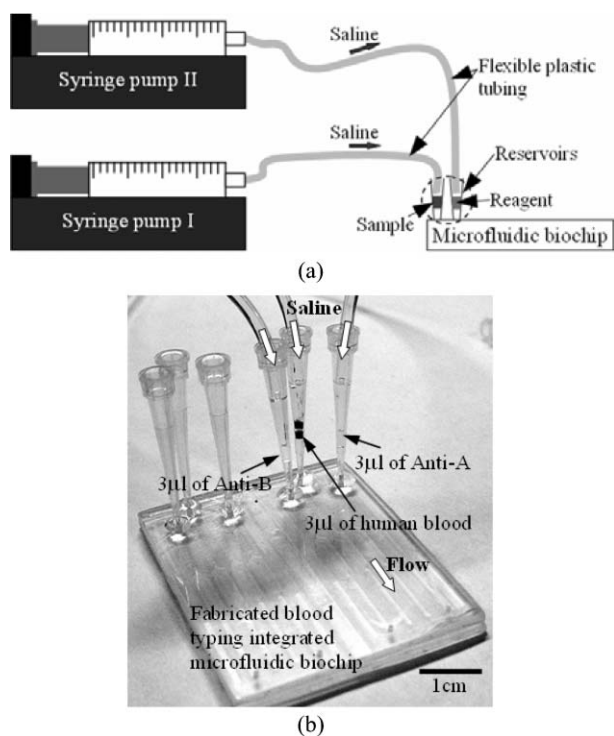 Saline
Syringe pump II
Flexible plastic
tubing
Saline
Reservoirs
Reagent
Sample
Syringe pump I
Microfluidic biochip
(a)
Saline
3µl of Anti-B
3µl of Anti-A
3µl of human blood
Flow
Fabricated blood
typing integrated
microfluidic biochip
1cm
(b)